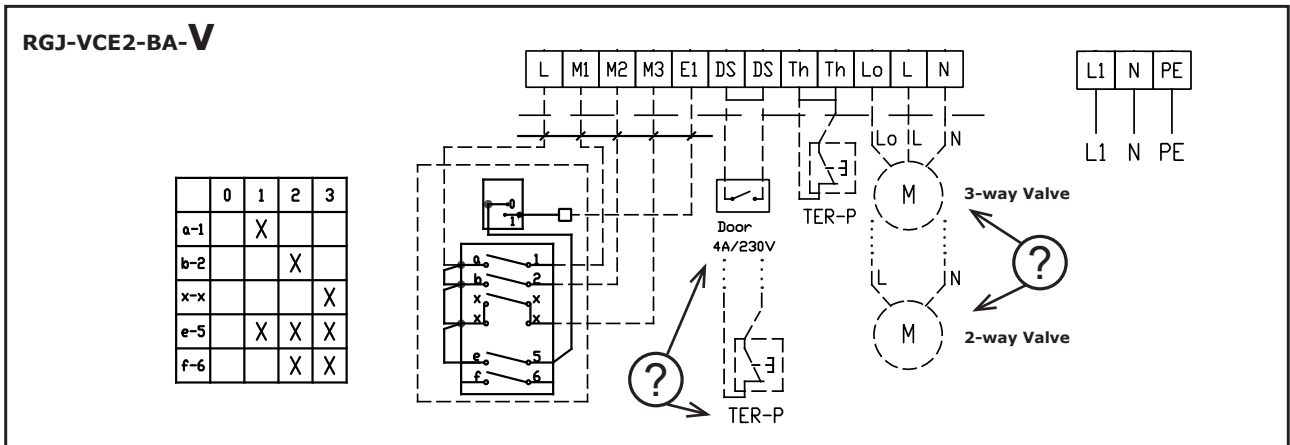 RGJ-VCE2-BA-V
L M1 M2 M3 E1 DS DS Th Th Lo L N
L1 N PE
Lo L N
L1 N PE
0 1 2 3
a-1 X
b-2 X
x-x X
e-5 X X X
f-6 X X
0
1
a 1
b 2
x x
x x
e 5
f 6
Door
4A/230V
TER-P
M
3-way Valve
?
L N
M
2-way Valve
?
TER-P